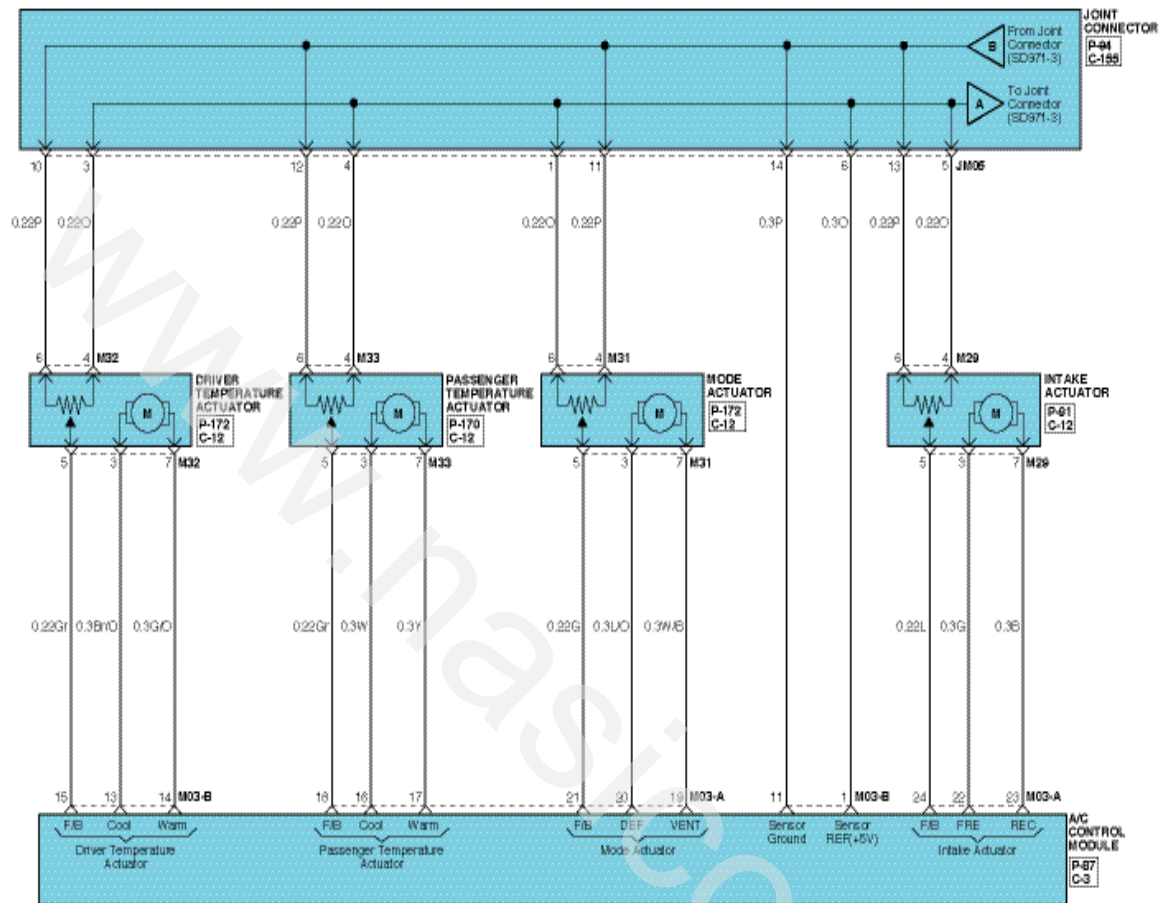 JOINT
CONNECTOR
P-94
C-155
B
From Joint
Connector
(SD971-3)
A
To Joint
Connector
(SD971-3)
10 3 12 4 1 11 14 6 13 5 JM05
0.22P 0.22O 0.22P 0.22O 0.22O 0.22P 0.3P 0.3O 0.22P 0.22O
6 4 M32 6 4 M33 6 4 M31 6 4 M29
M
DRIVER
TEMPERATURE
ACTUATOR
P-172
C-12
M
PASSENGER
TEMPERATURE
ACTUATOR
P-170
C-12
M
MODE
ACTUATOR
P-172
C-12
M
INTAKE
ACTUATOR
P-91
C-12
5 3 7 M32 5 3 7 M33 5 3 7 M31 5 3 7 M29
0.22Gr 0.3Br/O 0.3G/O 0.22Gr 0.3W 0.3Y 0.22G 0.3L/O 0.3W/B 0.22L 0.3G 0.3B
15 13 14 M03-B 18 16 17 21 20 19 M03-A 11 1 M03-B 24 22 23 M03-A
F/B Cool Warm F/B Cool Warm F/B DEF VENT Sensor Sensor F/B FRE REC
Ground REF(+5V)
Driver Temperature
Actuator
Passenger Temperature
Actuator
Mode Actuator
Intake Actuator
A/C
CONTROL
MODULE
P-87
C-3